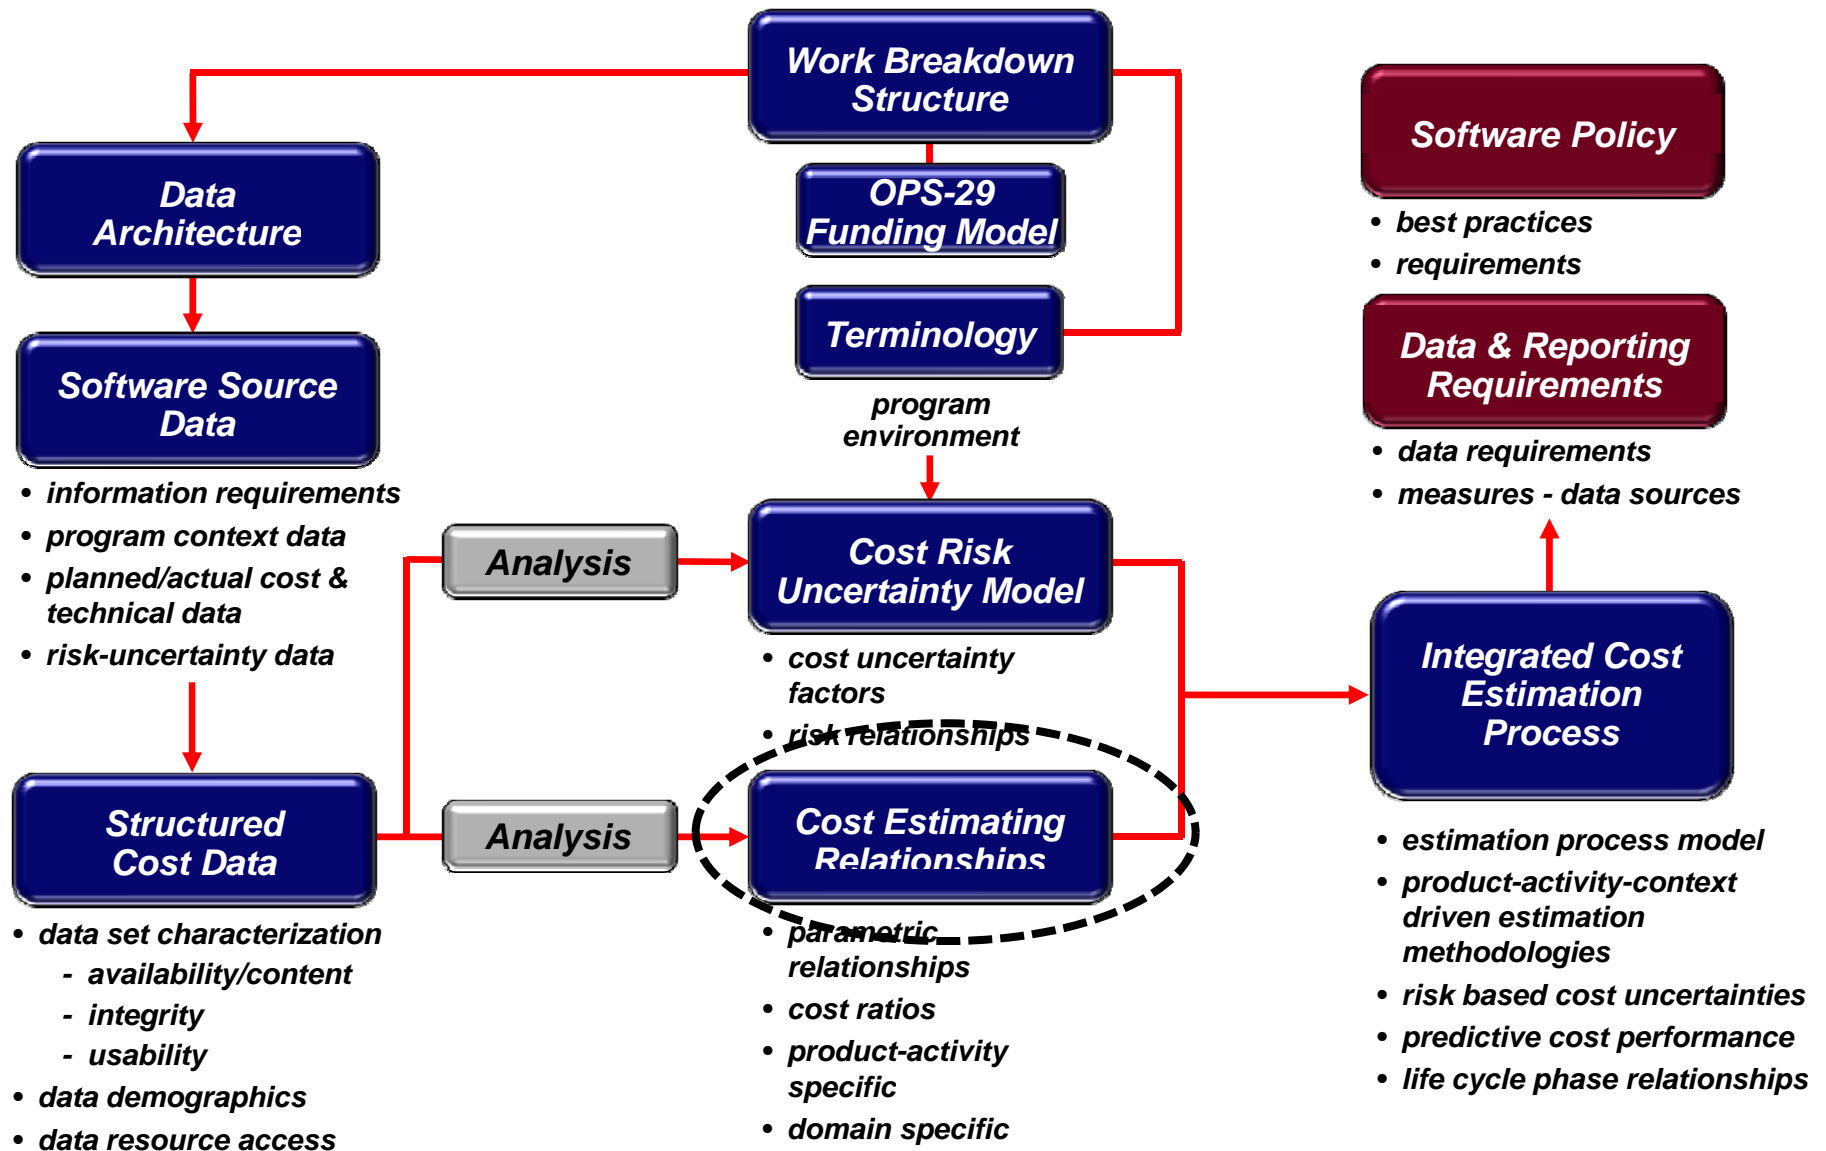 Work Breakdown
Structure
OPS-29
Funding Model
Terminology
program
environment
Data
Architecture
Software Source
Data
• information requirements
• program context data
• planned/actual cost &
technical data
• risk-uncertainty data
Structured
Cost Data
• data set characterization
- availability/content
- integrity
- usability
• data demographics
• data resource access
Analysis
Analysis
Cost Risk
Uncertainty Model
• cost uncertainty
factors
• risk relationships
Cost Estimating
Relationships
• parametric
relationships
• cost ratios
• product-activity
specific
• domain specific
Software Policy
• best practices
• requirements
Data & Reporting
Requirements
• data requirements
• measures - data sources
Integrated Cost
Estimation
Process
• estimation process model
• product-activity-context
driven estimation
methodologies
• risk based cost uncertainties
• predictive cost performance
• life cycle phase relationships